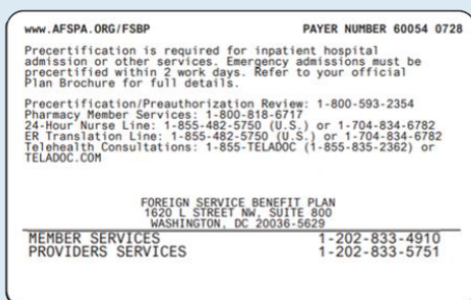 www.AFSPA.ORG/FSBP PAYER NUMBER 60054 0728
Precertification is required for inpatient hospital
admission or other services. Emergency admissions must be
precertified within 2 work days. Refer to your official
Plan Brochure for full details.
Precertification/Preauthorization Review: 1-800-593-2354
Pharmacy Member Services: 1-800-818-6717
24-Hour Nurse Line: 1-855-482-5750 (U.S.) or 1-704-834-6782
ER Translation Line: 1-855-482-5750 (U.S.) or 1-704-834-6782
Telehealth Consultations: 1-855-TELADOC (1-855-835-2362) or
TELADOC.COM
FOREIGN SERVICE BENEFIT PLAN
1620 L STREET NW, SUITE 800
WASHINGTON, DC 20036-5629
MEMBER SERVICES 1-202-833-4910
PROVIDERS SERVICES 1-202-833-5751